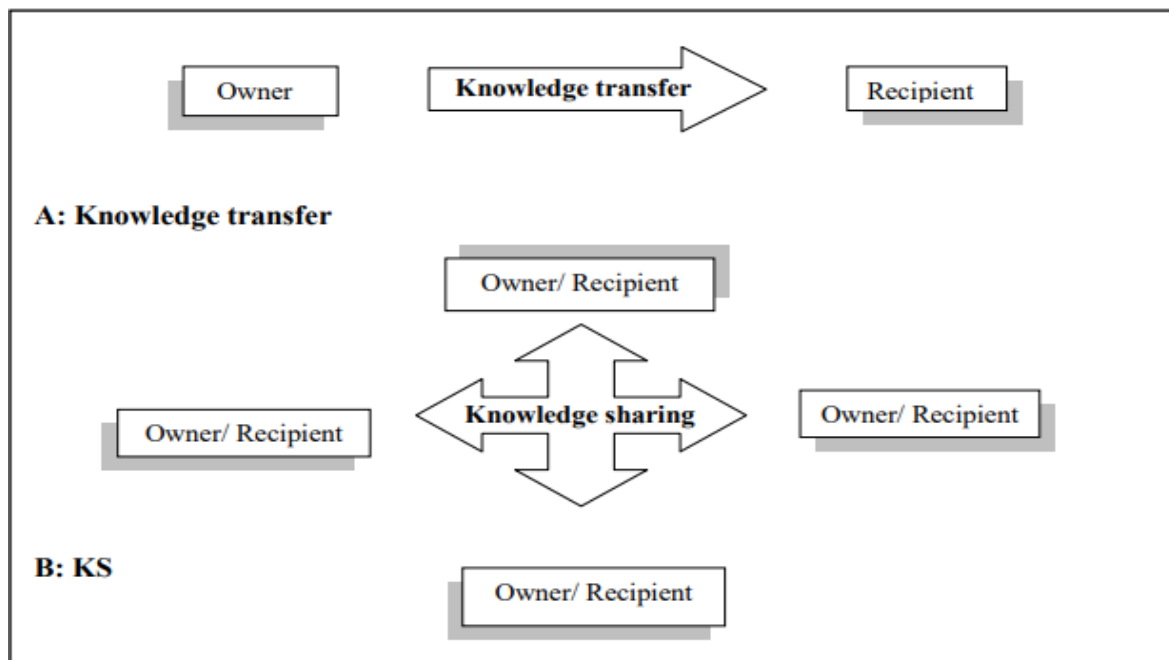 Owner
Knowledge transfer
Recipient
A: Knowledge transfer
Owner/ Recipient
Owner/ Recipient
Knowledge sharing
Owner/ Recipient
B: KS
Owner/ Recipient